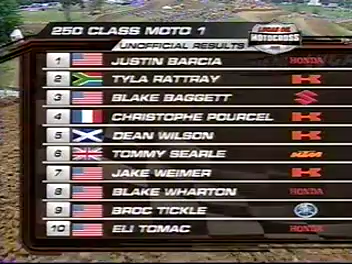 250 CLASS MOTO 1
UNOFFICIAL RESULTS
MOTOCROSS
1 JUSTIN BARCIA HONDA
2 TYLA RATTRAY K
3 BLAKE BAGGETT
4 CHRISTOPHE POURCEL K
5 DEAN WILSON K
6 TOMMY SEARLE KTM
7 JAKE WEIMER K
8 BLAKE WHARTON HONDA
9 BROC TICKLE
10 ELI TOMAC HONDA